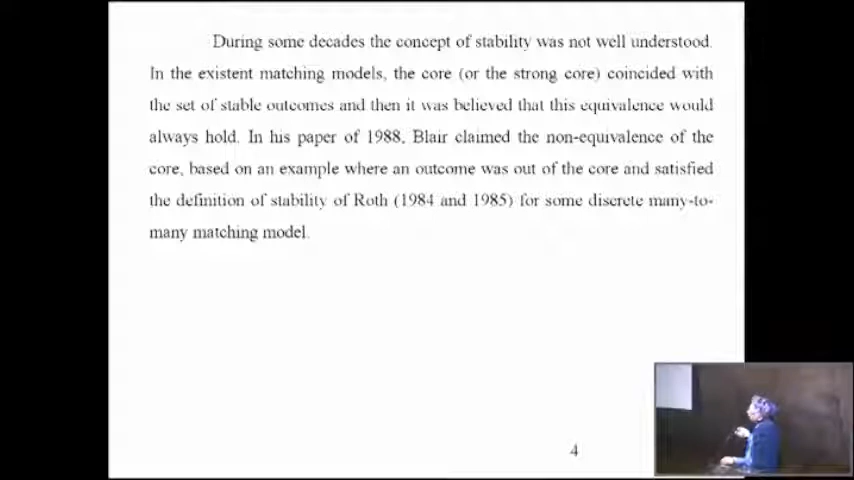 During some decades the concept of stability was not well understood.
In the existent matching models, the core (or the strong core) coincided with
the set of stable outcomes and then it was believed that this equivalence would
always hold. In his paper of 1988, Blair claimed the non-equivalence of the
core, based on an example where an outcome was out of the core and satisfied
the definition of stability of Roth (1984 and 1985) for some discrete many-to-
many matching model.
4